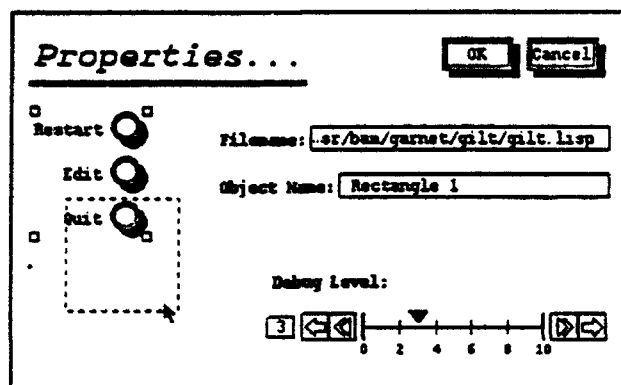 Properties...
OK
Cancel
Restart
Filename: ...sr/bam/garnet/gilt/gilt.lisp
Edit
Object Name: Rectangle 1
Quit
Debug Level:
3
0 2 4 6 8 10